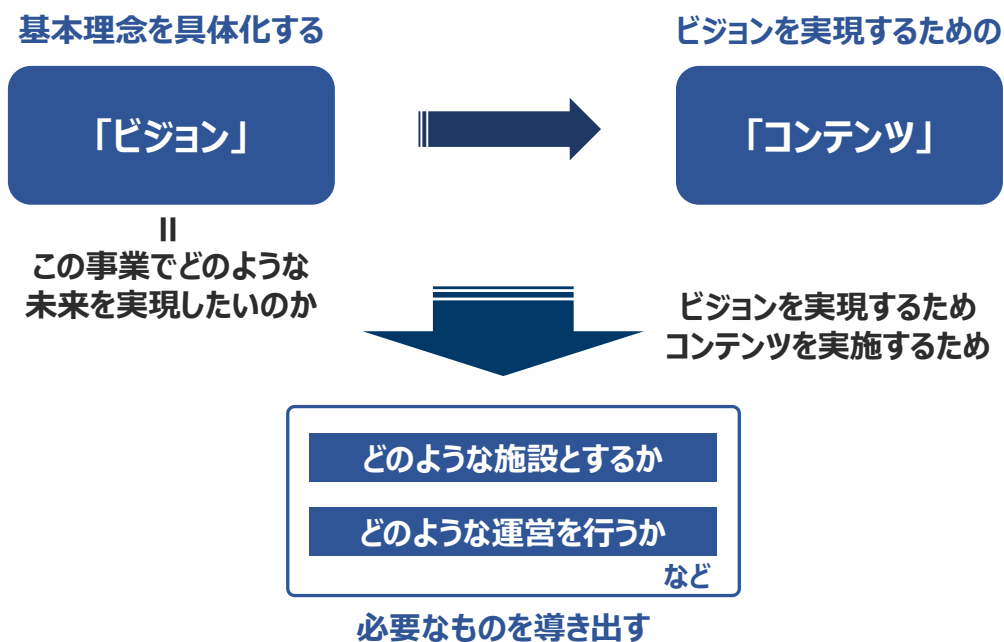 基本理念を具体化する
「ビジョン」
=
この事業でどのような
未来を実現したいのか
ビジョンを実現するための
「コンテンツ」
ビジョンを実現するため
コンテンツを実施するため
どのような施設とするか
どのような運営を行うか
など
必要なものを導き出す